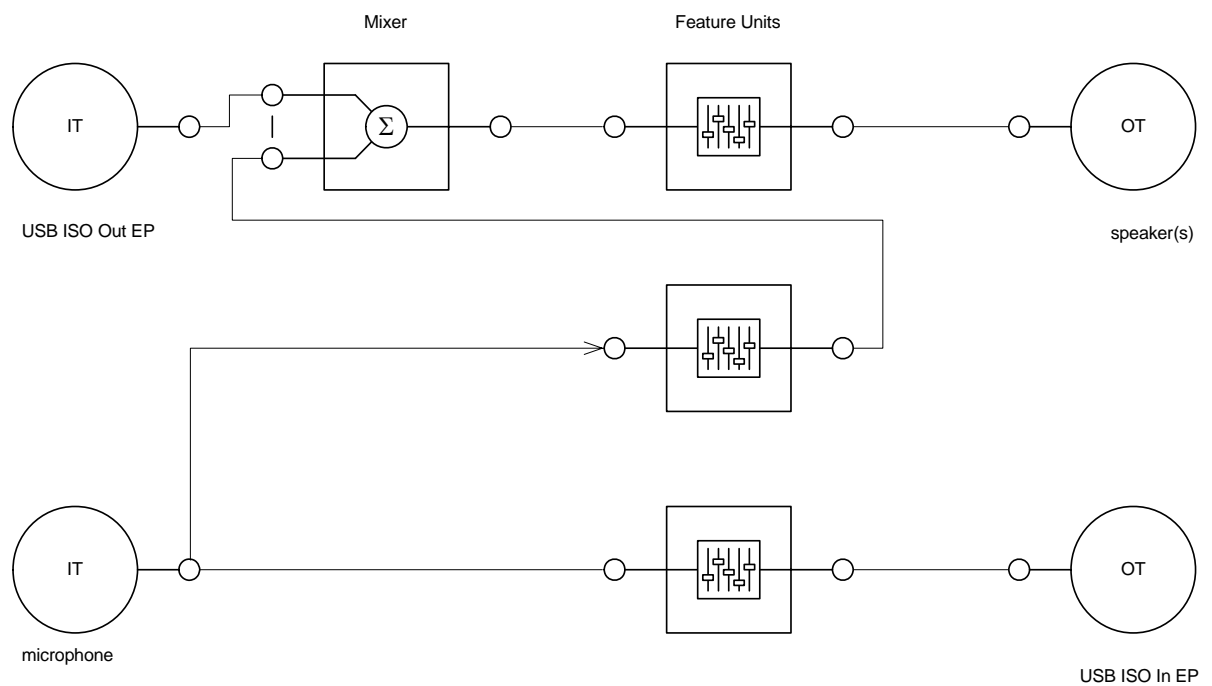 Mixer
Feature Units
IT
Σ
OT
USB ISO Out EP
speaker(s)
IT
OT
microphone
USB ISO In EP